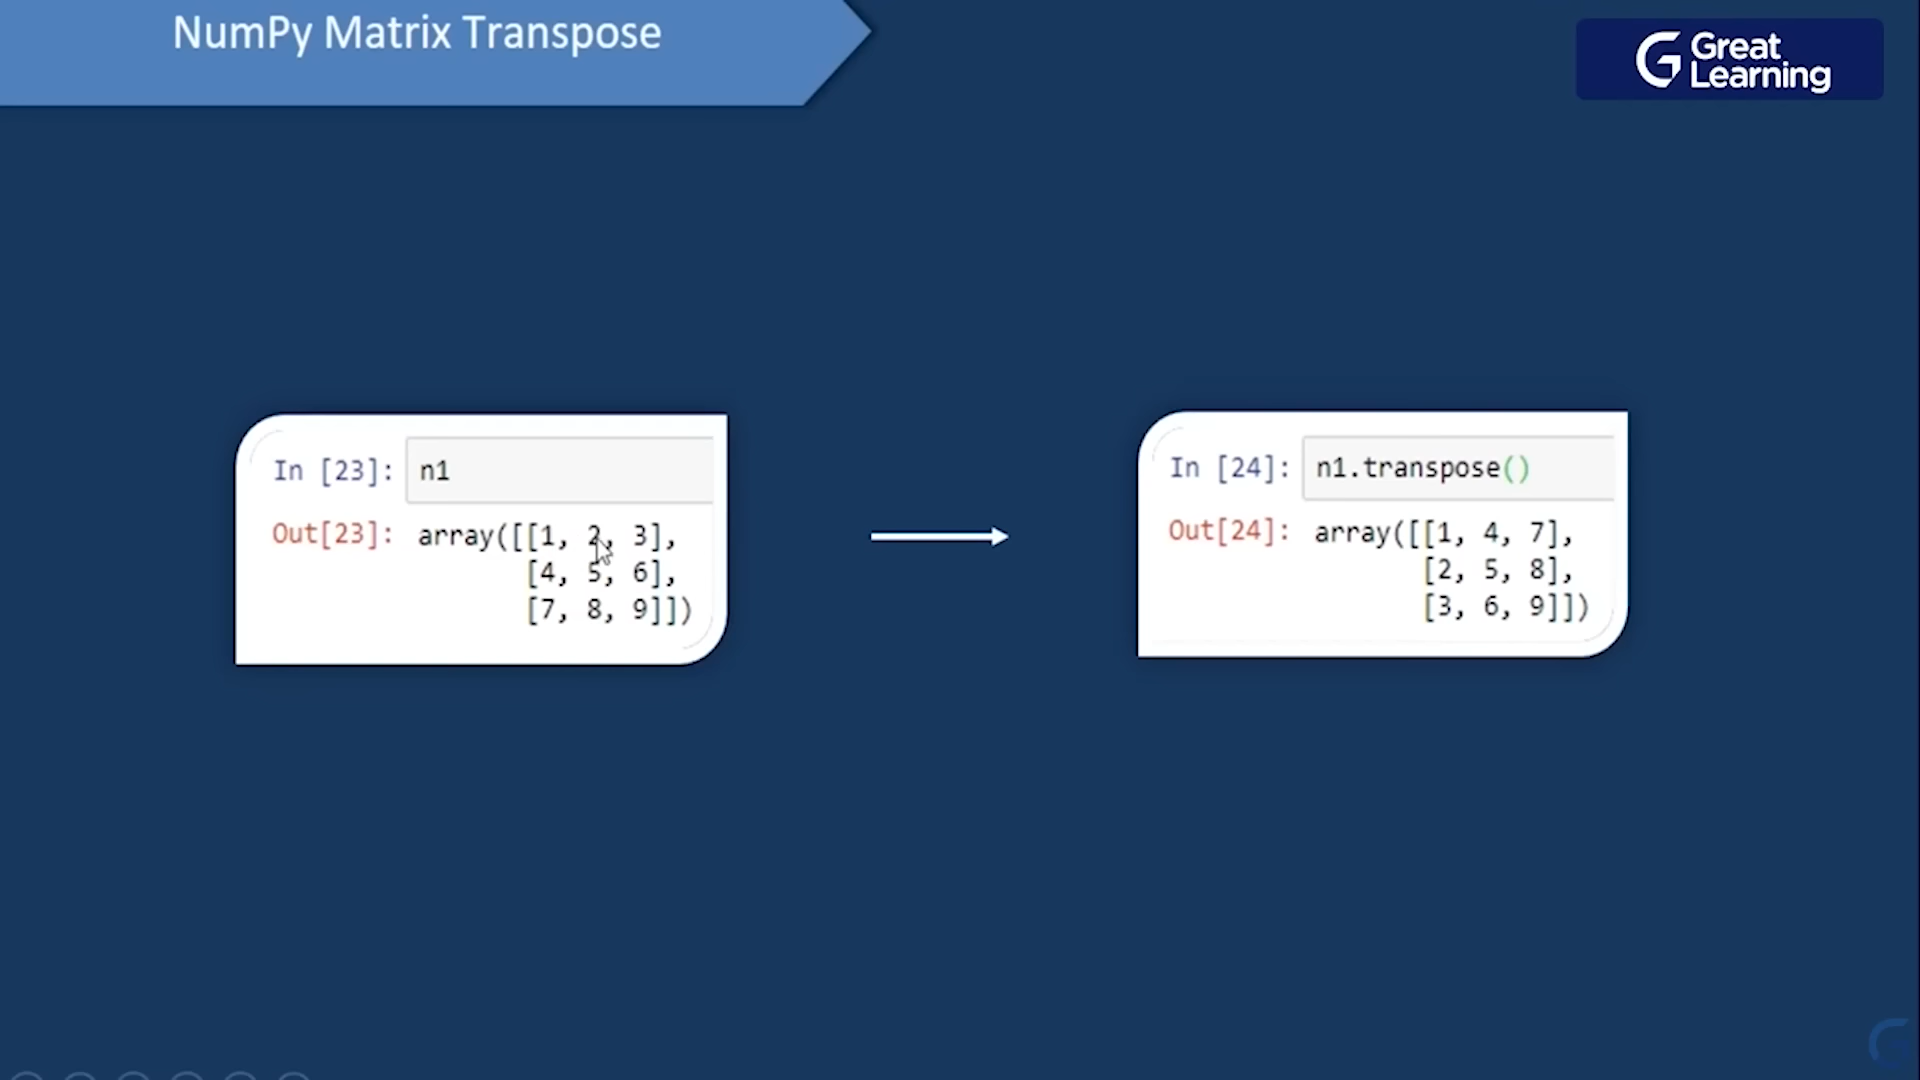 NumPy Matrix Transpose
Great
Learning
In [23]: n1
Out[23]: array([[1, 2, 3],
[4, 5, 6],
[7, 8, 9]])
In [24]: n1.transpose()
Out[24]: array([[1, 4, 7],
[2, 5, 8],
[3, 6, 9]])